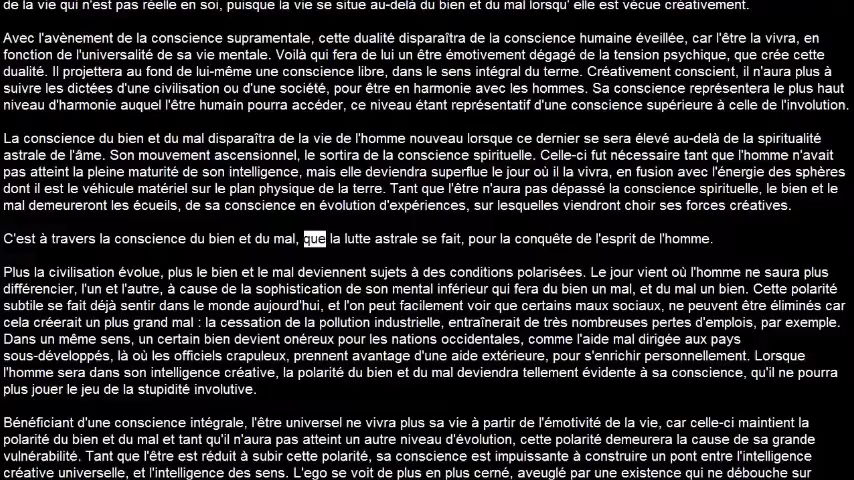 de la vie qui n'est pas réelle en soi, puisque la vie se situe au-delà du bien et du mal lorsqu' elle est vécue créativement.
Avec l'avènement de la conscience supramentale, cette dualité disparaîtra de la conscience humaine éveillée, car l'être la vivra, en
fonction de l'universalité de sa vie mentale. Voilà qui fera de lui un être émotivement dégagé de la tension psychique, que crée cette
dualité. Il projettera au fond de lui-même une conscience libre, dans le sens intégral du terme. Créativement conscient, il n'aura plus à
suivre les dictées d'une civilisation ou d'une société, pour être en harmonie avec les hommes. Sa conscience représentera le plus haut
niveau d'harmonie auquel l'être humain pourra accéder, ce niveau étant représentatif d'une conscience supérieure à celle de l'involution.
La conscience du bien et du mal disparaîtra de la vie de l'homme nouveau lorsque ce dernier se sera élevé au-delà de la spiritualité
astrale de l'âme. Son mouvement ascensionnel, le sortira de la conscience spirituelle. Celle-ci fut nécessaire tant que l'homme n'avait
pas atteint la pleine maturité de son intelligence, mais elle deviendra superflue le jour où il la vivra, en fusion avec l'énergie des sphères
dont il est le véhicule matériel sur le plan physique de la terre. Tant que l'être n'aura pas dépassé la conscience spirituelle, le bien et le
mal demeureront les écueils, de sa conscience en évolution d'expériences, sur lesquelles viendront choir ses forces créatives.
C'est à travers la conscience du bien et du mal, que la lutte astrale se fait, pour la conquête de l'esprit de l'homme.
Plus la civilisation évolue, plus le bien et le mal deviennent sujets à des conditions polarisées. Le jour vient où l'homme ne saura plus
différencier, l'un et l'autre, à cause de la sophistication de son mental inférieur qui fera du bien un mal, et du mal un bien. Cette polarité
subtile se fait déjà sentir dans le monde aujourd'hui, et l'on peut facilement voir que certains maux sociaux, ne peuvent être éliminés car
cela créerait un plus grand mal : la cessation de la pollution industrielle, entraînerait de très nombreuses pertes d'emplois, par exemple.
Dans un même sens, un certain bien devient onéreux pour les nations occidentales, comme l'aide mal dirigée aux pays
sous-développés, là où les officiels crapuleux, prennent avantage d'une aide extérieure, pour s'enrichir personnellement. Lorsque
l'homme sera dans son intelligence créative, la polarité du bien et du mal deviendra tellement évidente à sa conscience, qu'il ne pourra
plus jouer le jeu de la stupidité involutive.
Bénéficiant d'une conscience intégrale, l'être universel ne vivra plus sa vie à partir de l'émotivité de la vie, car celle-ci maintient la
polarité du bien et du mal et tant qu'il n'aura pas atteint un autre niveau d'évolution, cette polarité demeurera la cause de sa grande
vulnérabilité. Tant que l'être est réduit à subir cette polarité, sa conscience est impuissante à construire un pont entre l'intelligence
créative universelle, et l'intelligence des sens. L'ego se voit de plus en plus cerné, aveuglé par une existence qui ne débouche sur